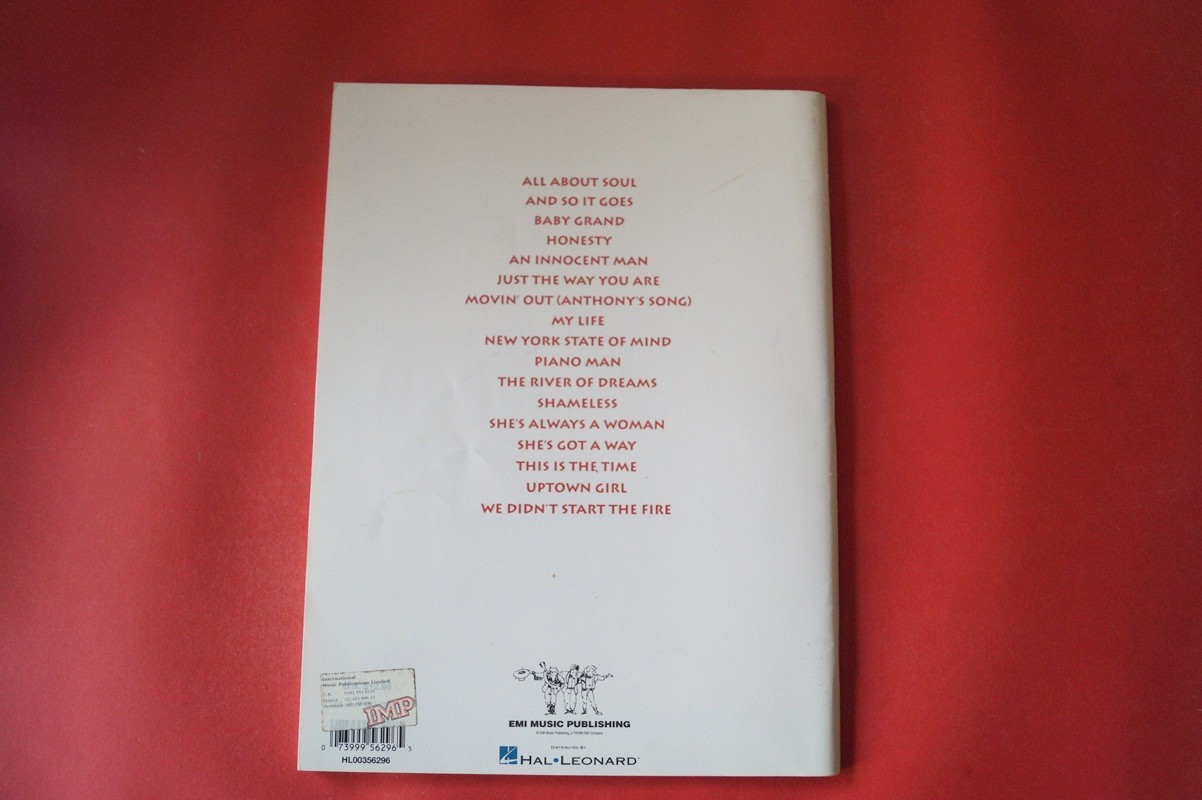 ALL ABOUT SOUL
AND SO IT GOES
BABY GRAND
HONESTY
AN INNOCENT MAN
JUST THE WAY YOU ARE
MOVIN' OUT (ANTHONY'S SONG)
MY LIFE
NEW YORK STATE OF MIND
PIANO MAN
THE RIVER OF DREAMS
SHAMELESS
SHE'S ALWAYS A WOMAN
SHE'S GOT A WAY
THIS IS THE TIME
UPTOWN GIRL
WE DIDN'T START THE FIRE
International
Music Publications Limited
IMP
0 73999 56296 5
HL00356296
EMI MUSIC PUBLISHING
DISTRIBUTED BY
HAL•LEONARD